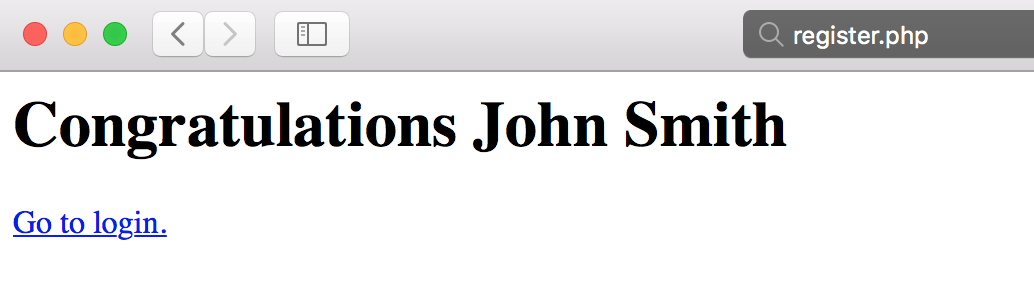 register.php
Congratulations John Smith
Go to login.